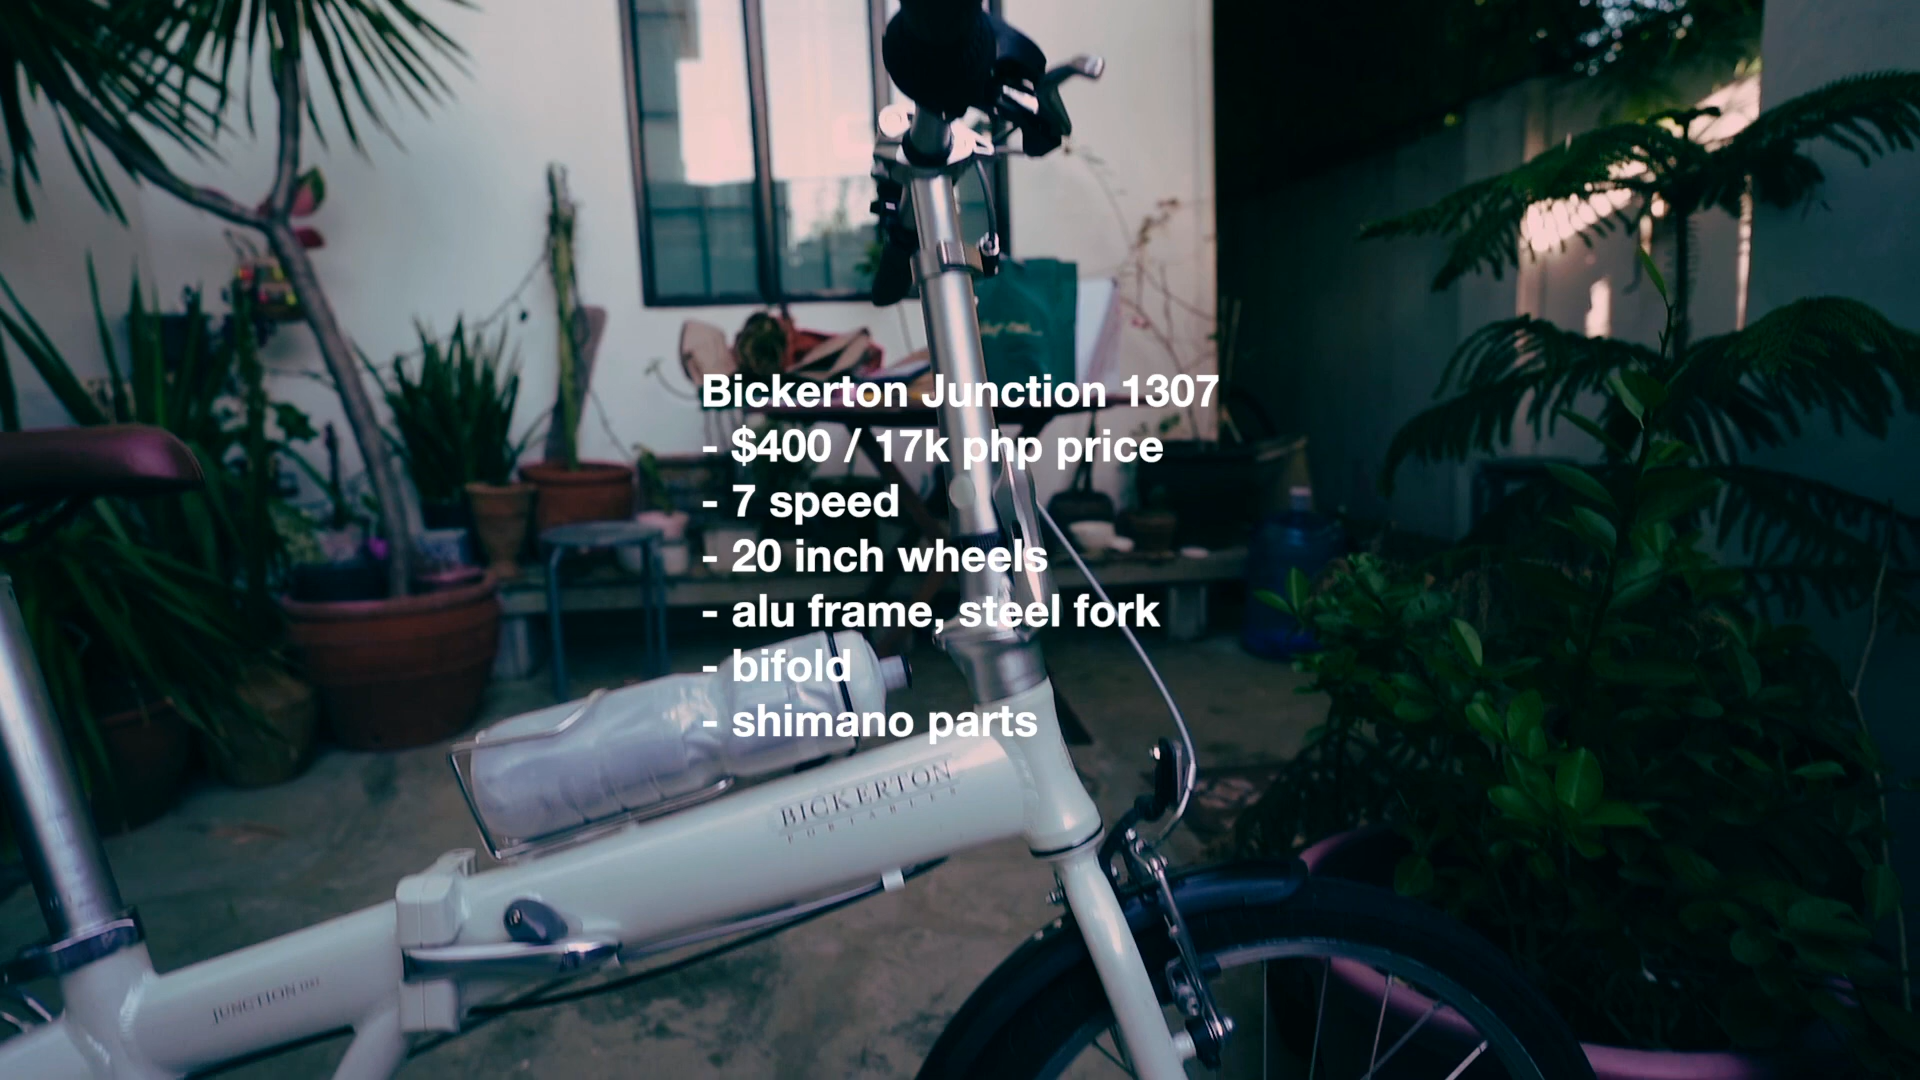 Bickerton Junction 1307
- $400 / 17k php price
- 7 speed
- 20 inch wheels
- alu frame, steel fork
- bifold
- shimano parts
BICKERTON
PORTABLES
JUNCTION